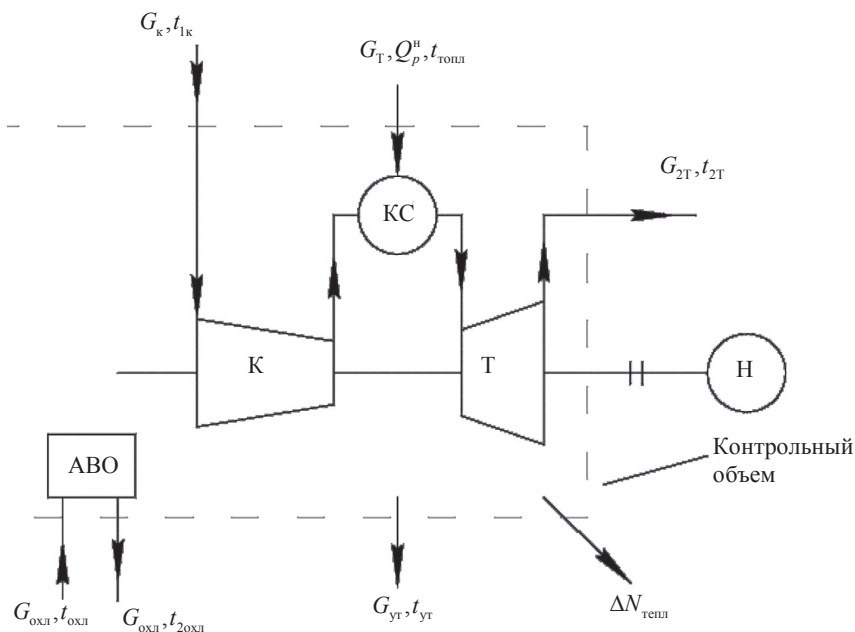 Gк, t1к
GТ, Qрн, tтопл
G2Т, t2Т
КС
К
Т
Н
Контрольный
объем
АВО
Gохл, tохл
Gохл, t2охл
Gут, tут
ΔNтепл